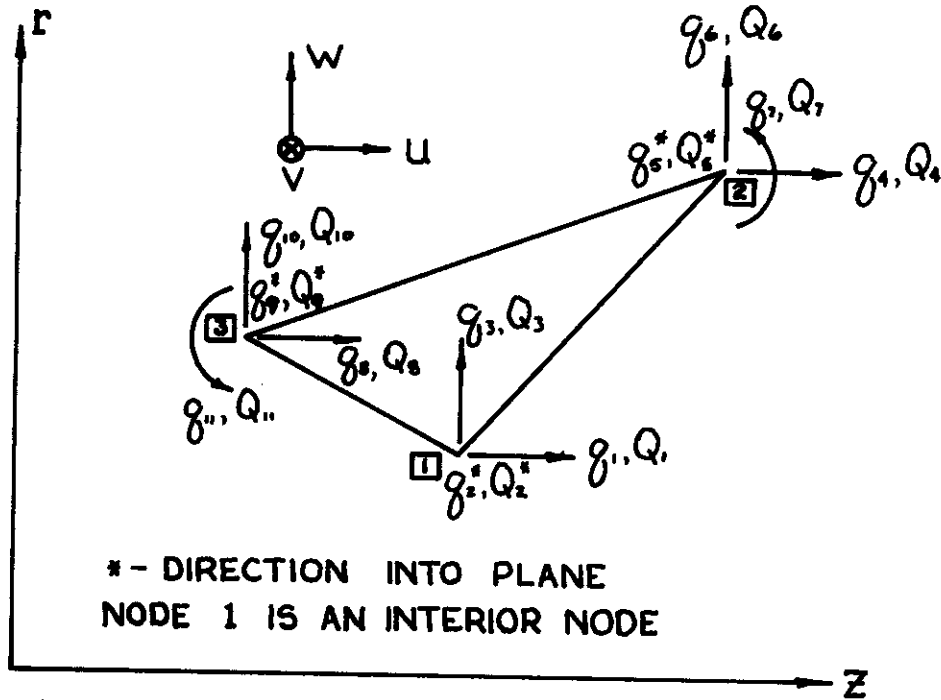 r
q₆, Q₆
W
q₇, Q₇
U
V
q₅*, Q₅*
q₄, Q₄
2
q₁₀, Q₁₀
q₉*, Q₉*
3
q₃, Q₃
q₈, Q₈
q₁₁, Q₁₁
1
q₁, Q₁
q₂*, Q₂*
* - DIRECTION INTO PLANE
NODE 1 IS AN INTERIOR NODE
Z